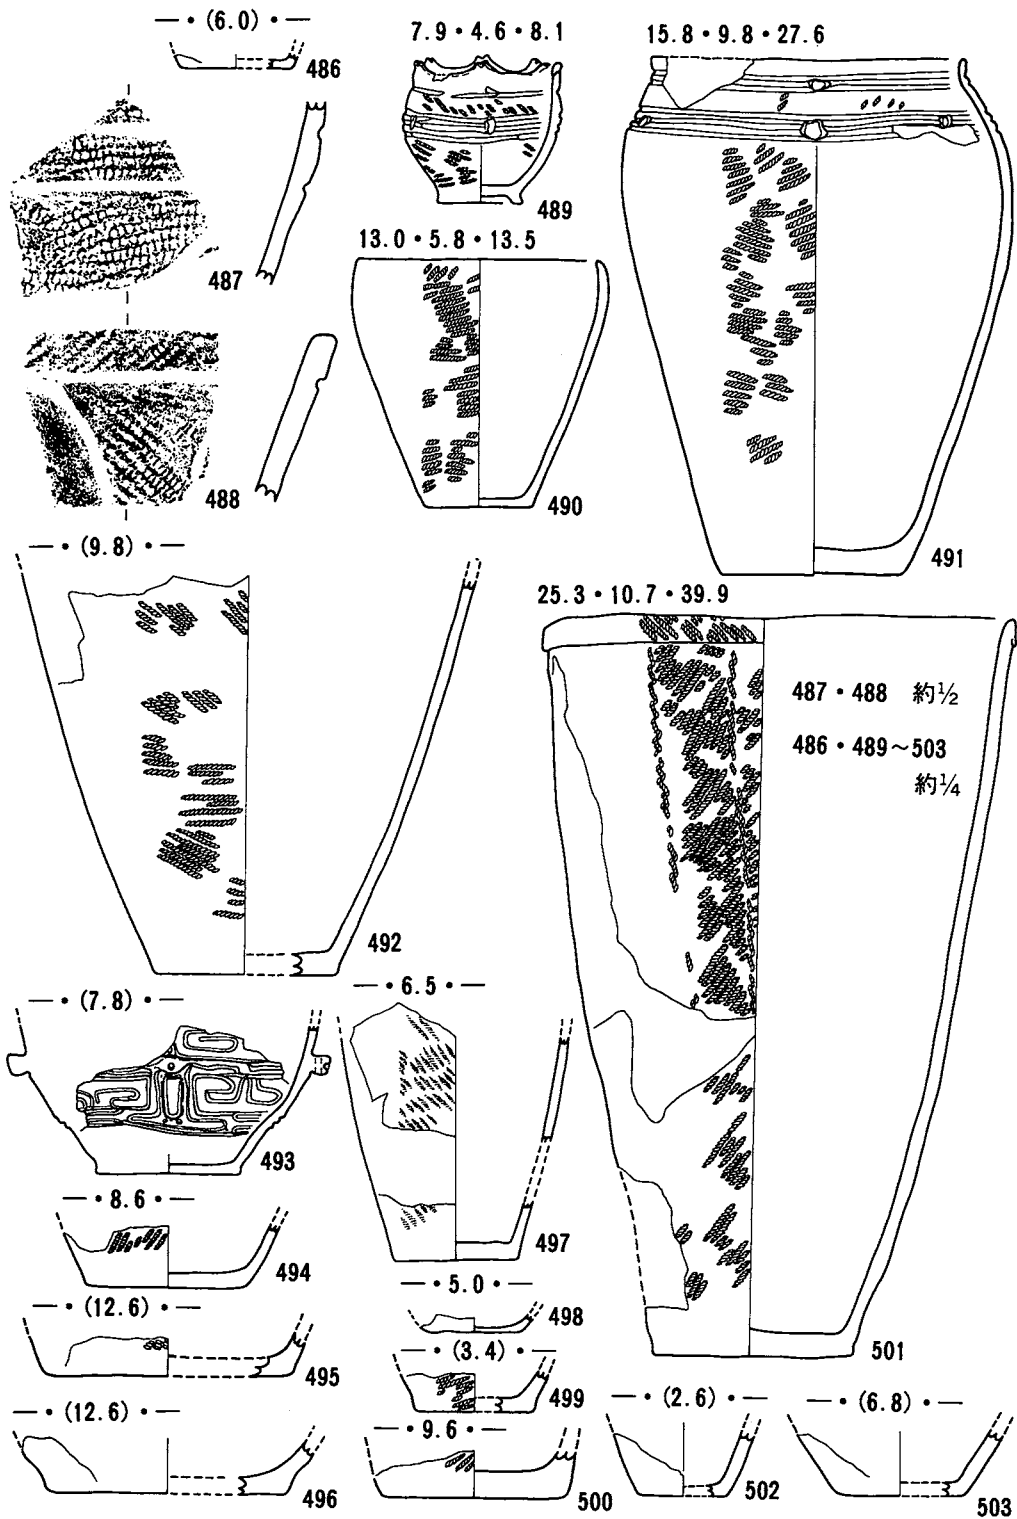 — • (6.0) • —
486
487
488
7.9 • 4.6 • 8.1
489
13.0 • 5.8 • 13.5
490
15.8 • 9.8 • 27.6
491
— • (9.8) • —
492
25.3 • 10.7 • 39.9
487 • 488 約½
486 • 489～503
約¼
501
— • (7.8) • —
493
— • 8.6 • —
494
— • (12.6) • —
495
— • (12.6) • —
496
— • 6.5 • —
497
— • 5.0 • —
498
— • (3.4) • —
499
— • 9.6 • —
500
— • (2.6) • —
502
— • (6.8) • —
503